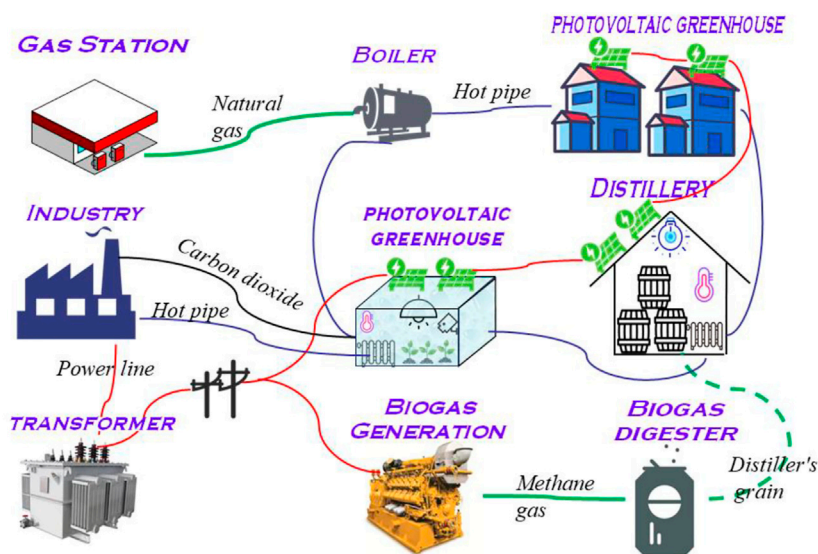 PHOTOVOLTAIC GREENHOUSE
GAS STATION
BOILER
Natural
gas
Hot pipe
DISTILLERY
INDUSTRY
PHOTOVOLTAIC
GREENHOUSE
Carbon dioxide
Hot pipe
Power line
TRANSFORMER
BIOGAS
GENERATION
BIOGAS
DIGESTER
Methane
gas
Distiller's
grain